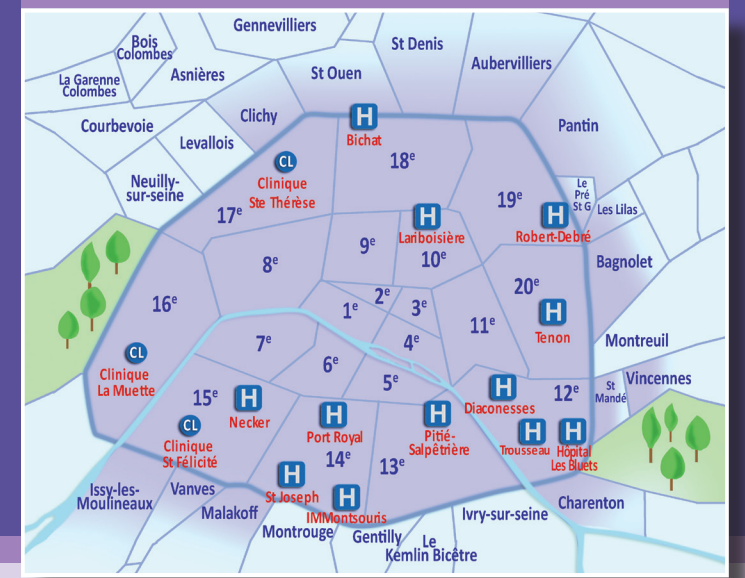 Gennevilliers
Bois
Colombes
St Denis
Aubervilliers
La Garenne
Colombes
Asnières
St Ouen
Courbevoie
Clichy
H
Bichat
Pantin
Levallois
CL
Clinique
Ste Thérèse
18e
Neuilly-
sur-seine
17e
19e
Le
Pré
St G
Les Lilas
H
Lariboisière
H
Robert-Debré
8e
9e
10e
Bagnolet
16e
1e
2e
3e
20e
H
Tenon
11e
7e
4e
Montreuil
CL
Clinique
La Muette
6e
5e
15e
H
Necker
H
Diaconesses
12e
St
Mandé
Vincennes
CL
Clinique
St Félicité
H
Port Royal
H
Pitié-
Salpêtrière
H
Trousseau
H
Hôpital
Les Bluets
14e
13e
H
St Joseph
H
IMMontsouris
Issy-les-
Moulineaux
Vanves
Malakoff
Montrouge
Gentilly
Le
Kemlin Bicêtre
Ivry-sur-seine
Charenton